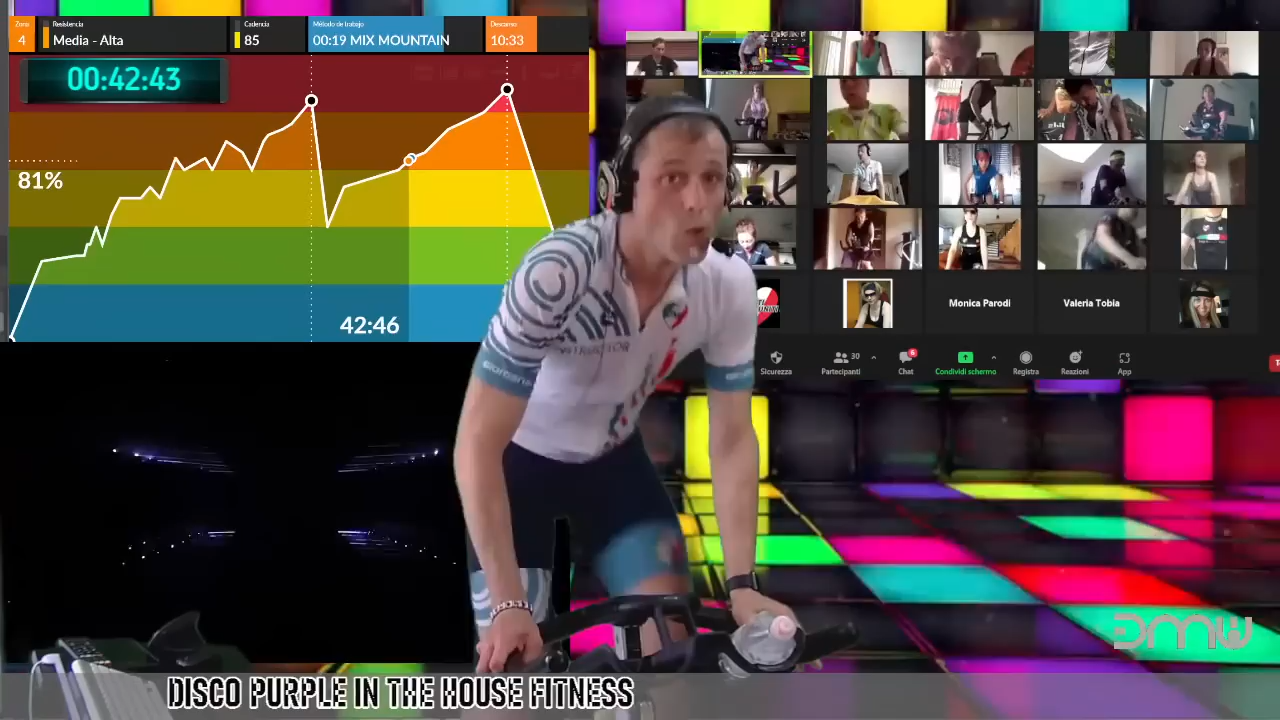 Zona
4
Resistencia
Media - Alta
Cadencia
85
Método de trabajo
00:19 MIX MOUNTAIN
Descanso
10:33
00:42:43
81%
42:46
Monica Parodi
Valeria Tobia
30
6
Sicurezza
Partecipanti
Chat
Condividi schermo
Registra
Reazioni
App
DMW
DISCO PURPLE IN THE HOUSE FITNESS